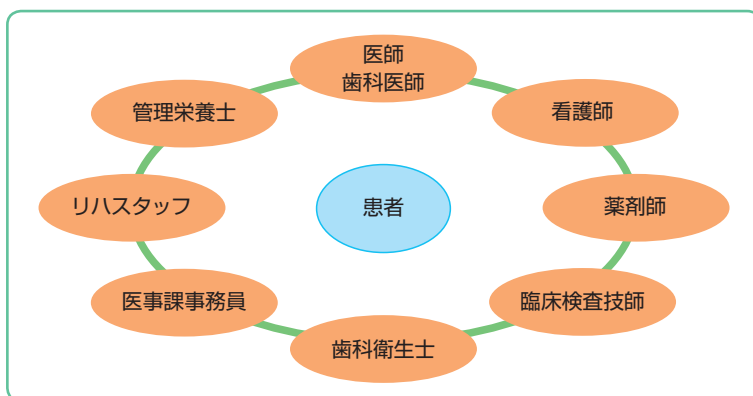 医師
歯科医師
管理栄養士
看護師
リハスタッフ
患者
薬剤師
医事課事務員
臨床検査技師
歯科衛生士